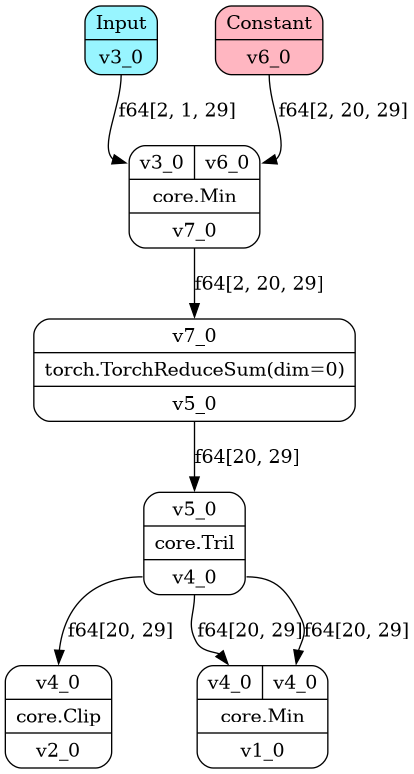 Input
v3_0
Constant
v6_0
f64[2, 1, 29]
f64[2, 20, 29]
v3_0 v6_0
core.Min
v7_0
f64[2, 20, 29]
v7_0
torch.TorchReduceSum(dim=0)
v5_0
f64[20, 29]
v5_0
core.Tril
v4_0
f64[20, 29]
f64[20, 29]
f64[20, 29]
v4_0
core.Clip
v2_0
v4_0 v4_0
core.Min
v1_0